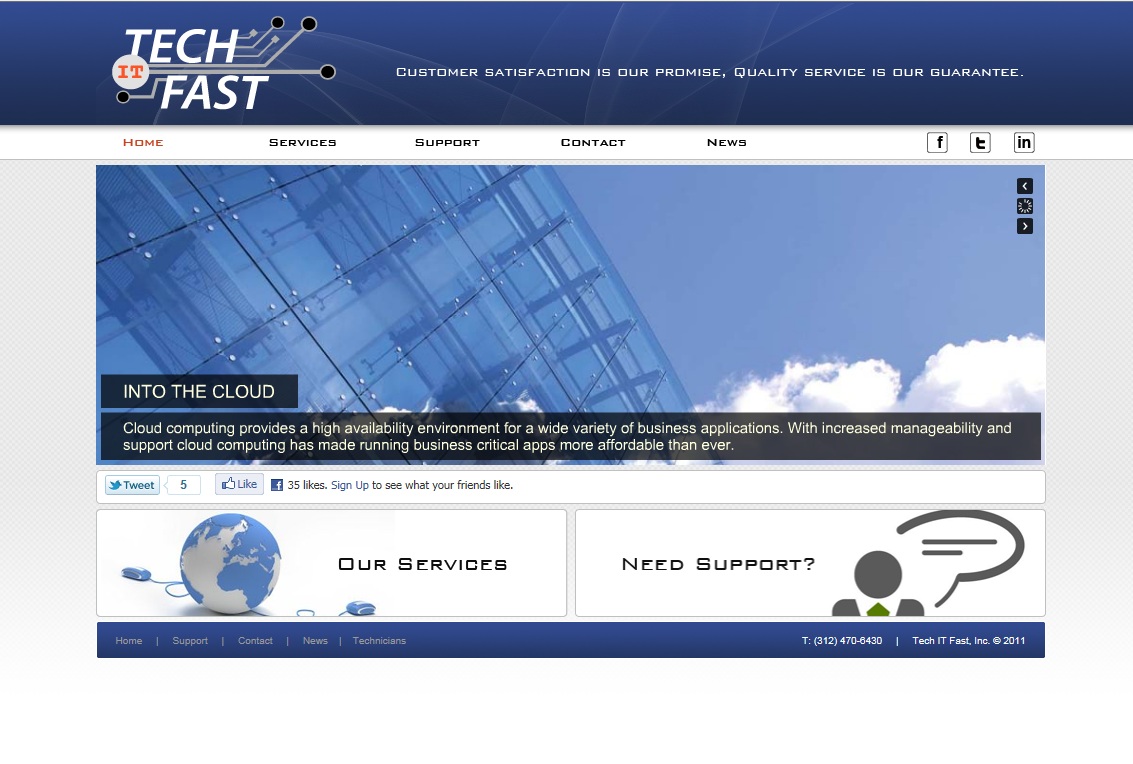 TECH
IT
FAST
Customer satisfaction is our promise, Quality service is our guarantee.
Home Services Support Contact News f t in
INTO THE CLOUD
Cloud computing provides a high availability environment for a wide variety of business applications. With increased manageability and
support cloud computing has made running business critical apps more affordable than ever.
Tweet 5 Like f 35 likes. Sign Up to see what your friends like.
Our Services
Need Support?
Home | Support | Contact | News | Technicians T: (312) 470-6430 | Tech IT Fast, Inc. © 2011